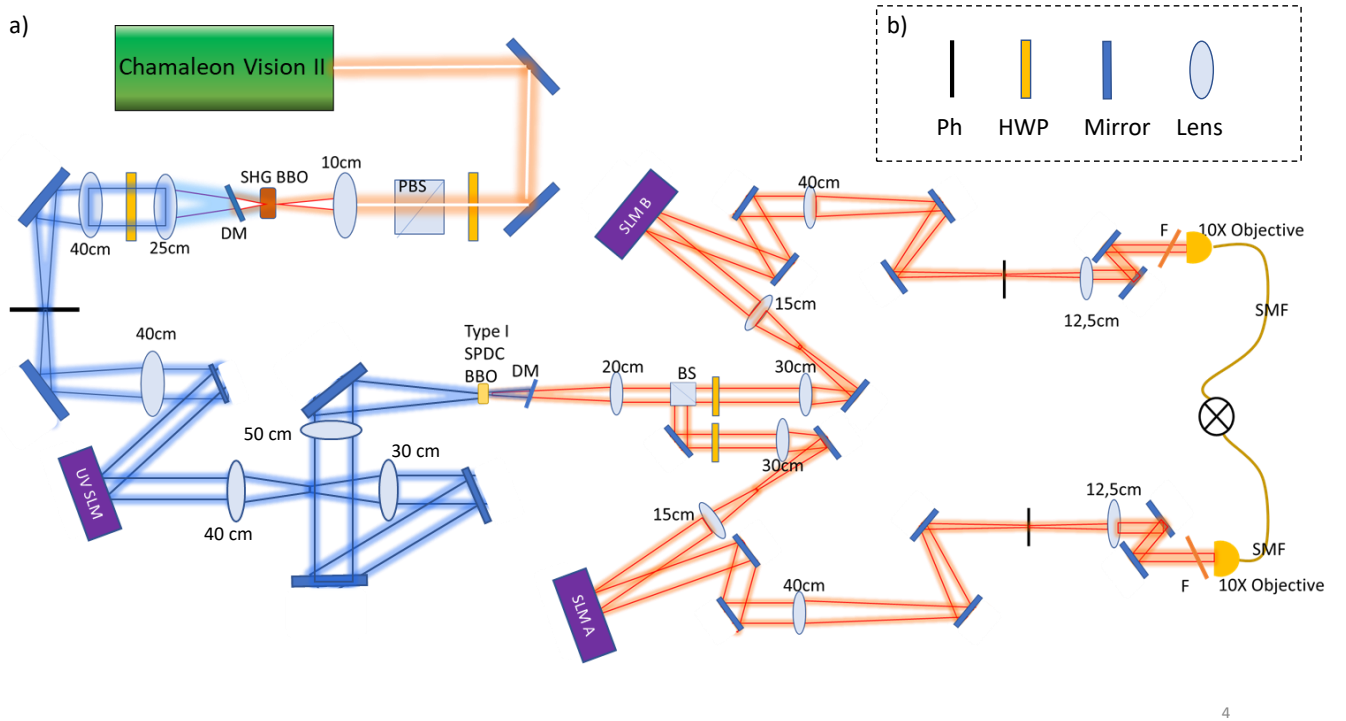 a)
Chamaleon Vision II
b)
Ph
HWP
Mirror
Lens
10cm
PBS
SHG BBO
DM
25cm
40cm
40cm
UV SLM
40 cm
30 cm
50 cm
Type I
SPDC
BBO
DM
20cm
BS
30cm
30cm
15cm
SLM B
40cm
12,5cm
F
10X Objective
SMF
15cm
SLM A
40cm
12,5cm
F
SMF
10X Objective
4